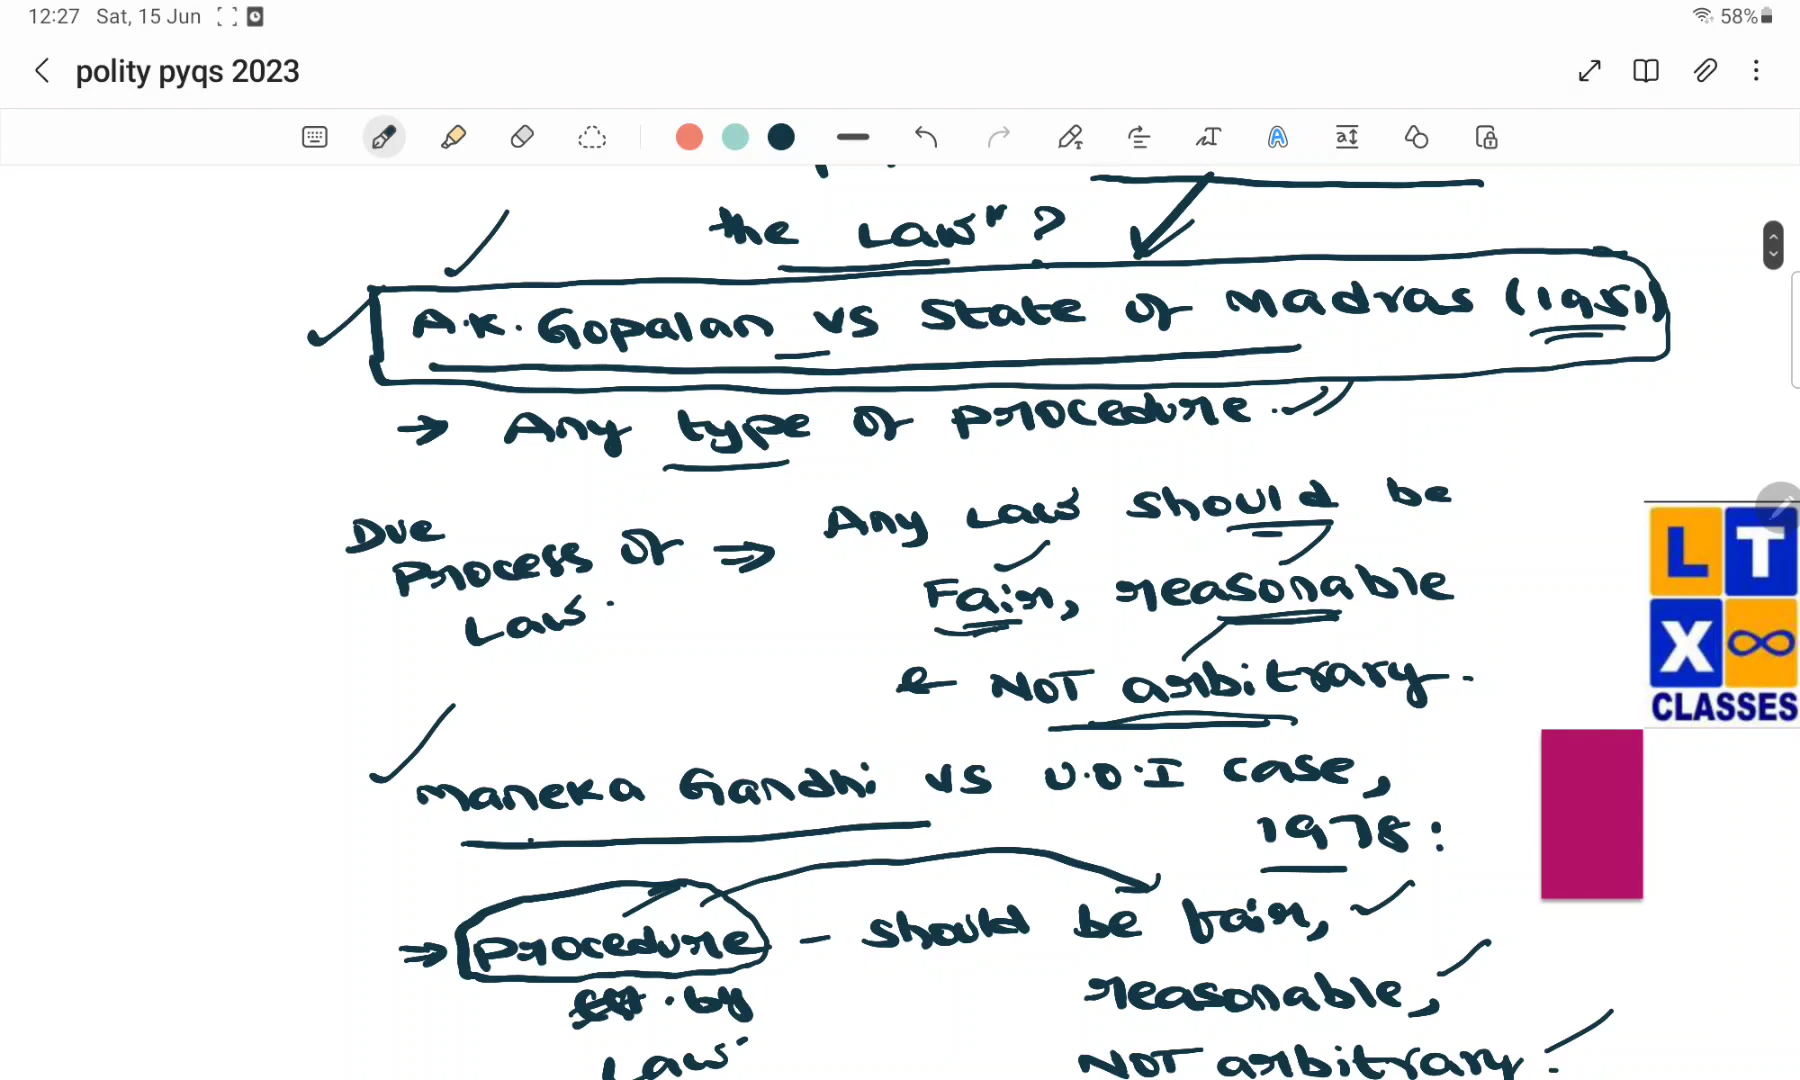 12:27 Sat, 15 Jun
58%
polity pyqs 2023
the Law" ?
A.K. Gopalan vs State of Madras (1951)
→ Any type of procedure.
Due Process of Law. ⇒ Any Law should be
Fair, reasonable
& NOT arbitrary.
Maneka Gandhi vs U.O.I case,
1978:
⇒ Procedure - should be fair,
est. by reasonable,
Law. NOT arbitrary.
L T
X ∞
CLASSES